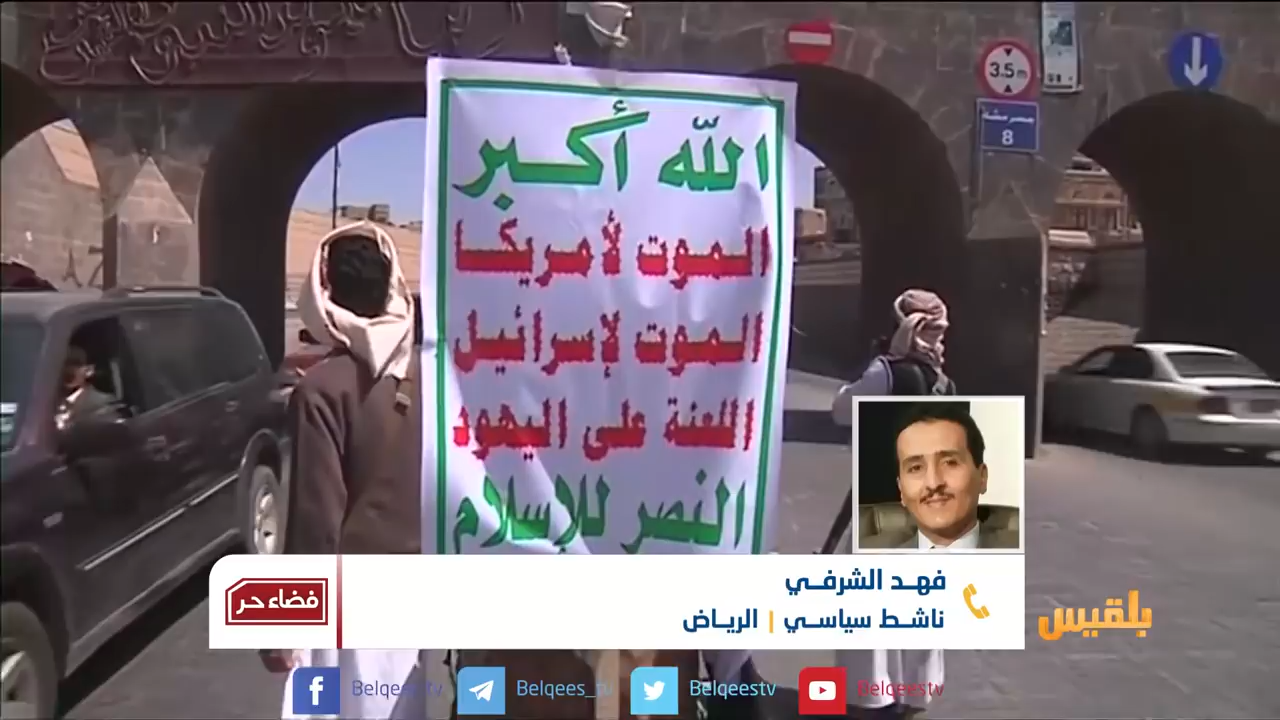 3.5m
8
الله أكبر
الموت لأمريكا
الموت لإسرائيل
اللعنة على اليهود
النصر للإسلام
فهد الشرفي
ناشط سياسي | الرياض
فضاء حر
بلقيس
Belqeestv
Belqees_tv
Belqeestv
Belqeestv